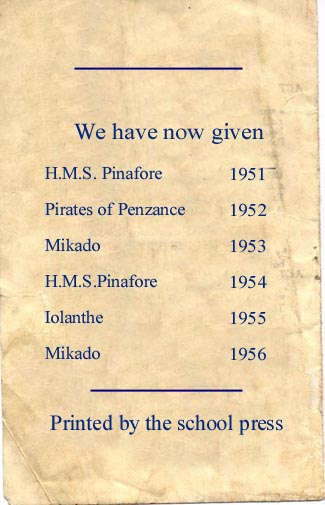 We have now given
H.M.S. Pinafore 1951
Pirates of Penzance 1952
Mikado 1953
H.M.S.Pinafore 1954
Iolanthe 1955
Mikado 1956
Printed by the school press